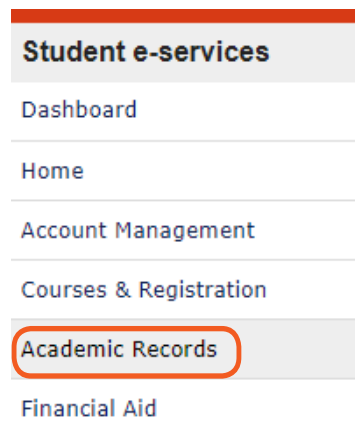 Student e-services
Dashboard
Home
Account Management
Courses & Registration
Academic Records
Financial Aid